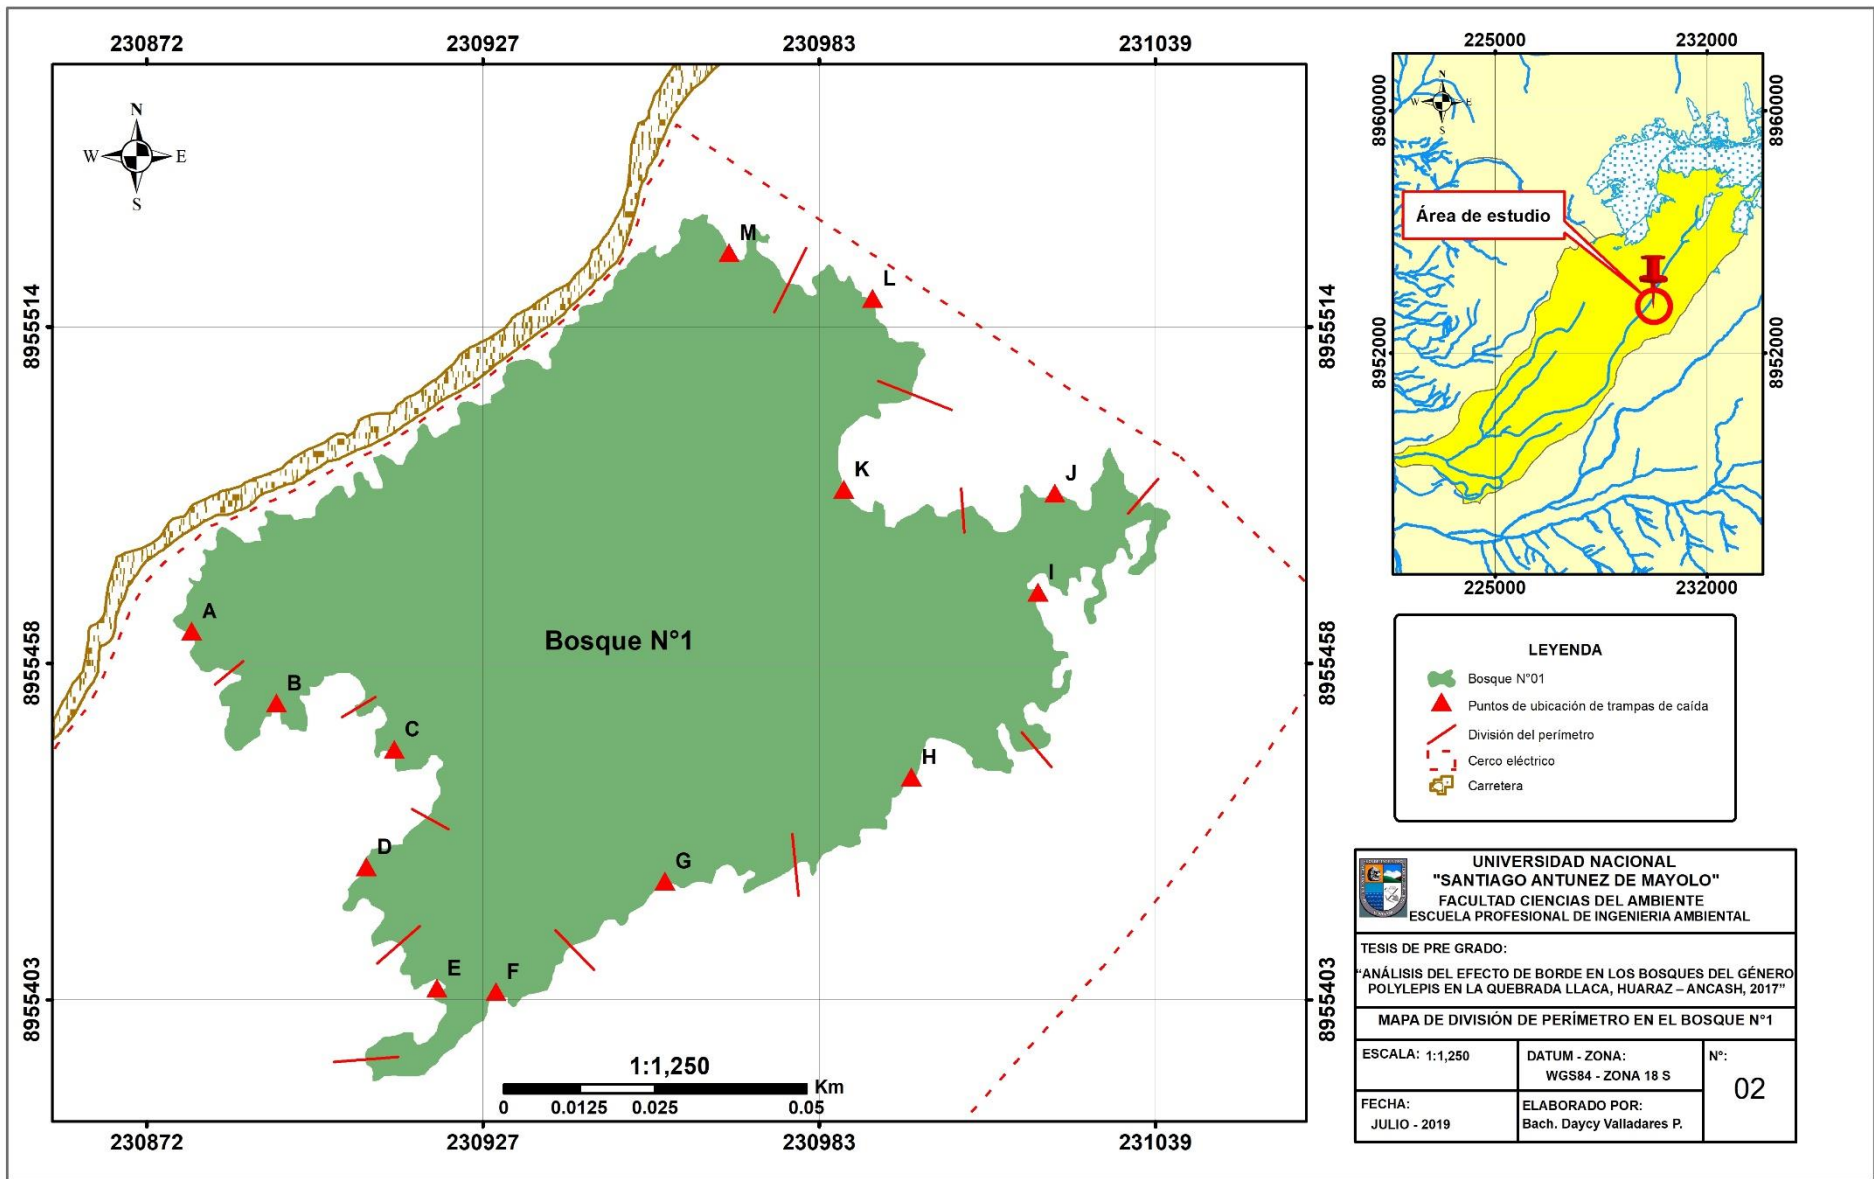 230872
230927
230983
231039
N
W
E
S
8955514
8955458
8955403
8955514
8955458
8955403
M
L
K
J
I
A
B
C
D
E
F
G
H
Bosque N°1
1:1,250
Km
0
0.0125
0.025
0.05
230872
230927
230983
231039
225000
232000
8960000
8952000
8960000
8952000
N
W
E
S
Área de estudio
225000
232000
LEYENDA
Bosque N°01
Puntos de ubicación de trampas de caída
División del perímetro
Cerco eléctrico
Carretera
UNIVERSIDAD NACIONAL
"SANTIAGO ANTUNEZ DE MAYOLO"
FACULTAD CIENCIAS DEL AMBIENTE
ESCUELA PROFESIONAL DE INGENIERIA AMBIENTAL
TESIS DE PRE GRADO:
“ANÁLISIS DEL EFECTO DE BORDE EN LOS BOSQUES DEL GÉNERO
POLYLEPIS EN LA QUEBRADA LLACA, HUARAZ – ANCASH, 2017”
MAPA DE DIVISIÓN DE PERÍMETRO EN EL BOSQUE N°1
ESCALA: 1:1,250
DATUM - ZONA:
WGS84 - ZONA 18 S
N°:
02
FECHA:
JULIO - 2019
ELABORADO POR:
Bach. Daycy Valladares P.